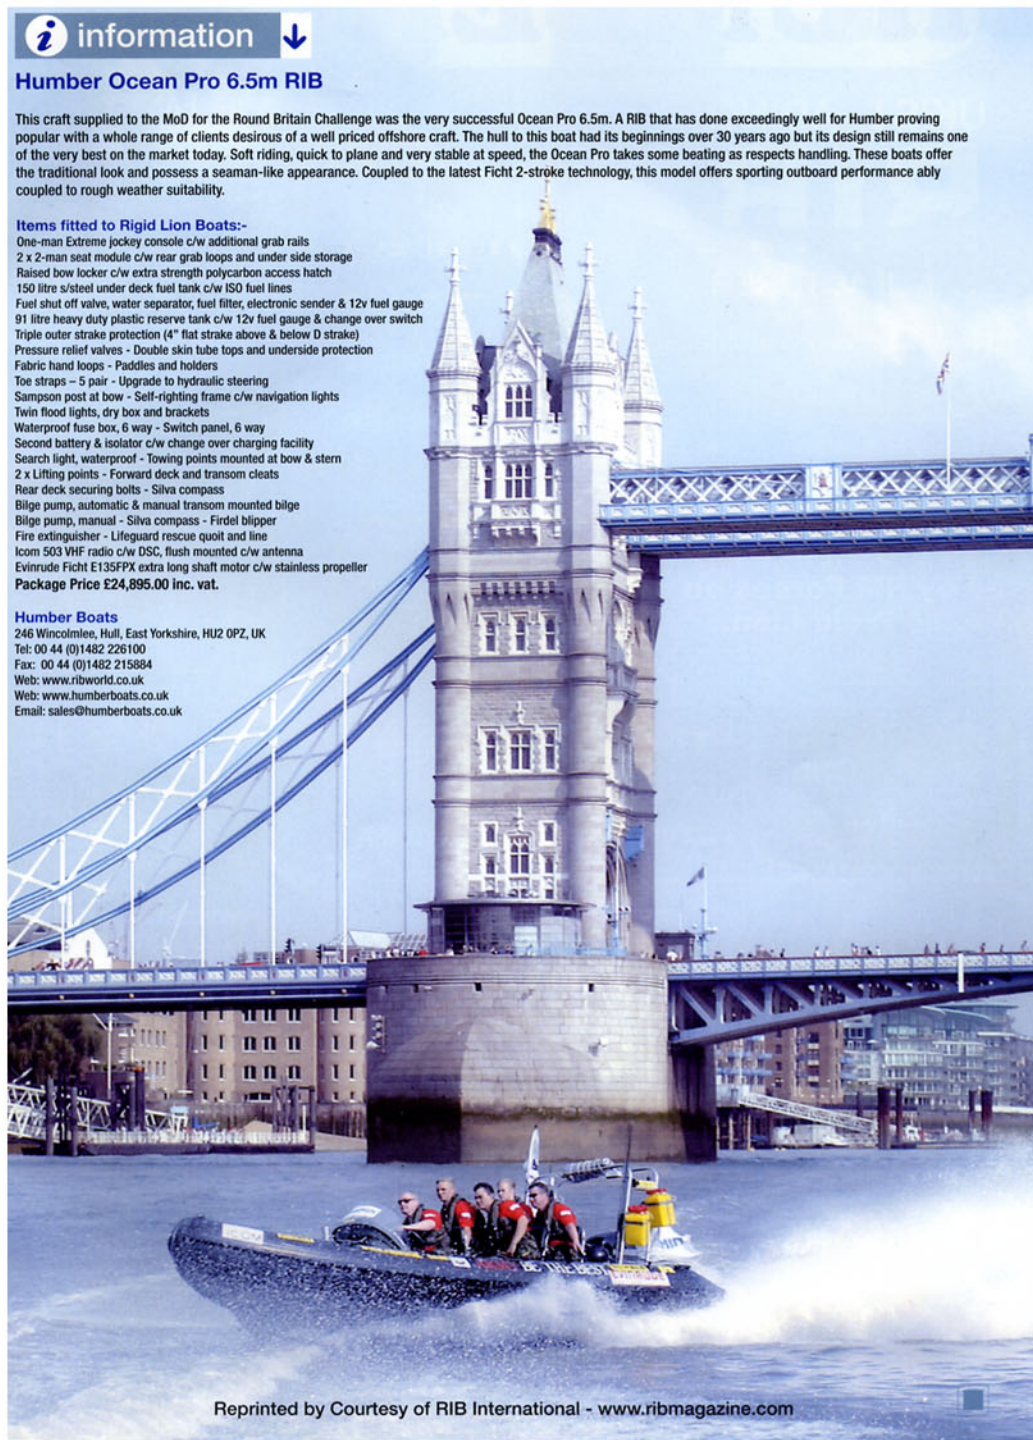 i information
Humber Ocean Pro 6.5m RIB
This craft supplied to the MoD for the Round Britain Challenge was the very successful Ocean Pro 6.5m. A RIB that has done exceedingly well for Humber proving
popular with a whole range of clients desirous of a well priced offshore craft. The hull to this boat had its beginnings over 30 years ago but its design still remains one
of the very best on the market today. Soft riding, quick to plane and very stable at speed, the Ocean Pro takes some beating as respects handling. These boats offer
the traditional look and possess a seaman-like appearance. Coupled to the latest Ficht 2-stroke technology, this model offers sporting outboard performance ably
coupled to rough weather suitability.
Items fitted to Rigid Lion Boats:-
One-man Extreme jockey console c/w additional grab rails
2 x 2-man seat module c/w rear grab loops and under side storage
Raised bow locker c/w extra strength polycarbon access hatch
150 litre s/steel under deck fuel tank c/w ISO fuel lines
Fuel shut off valve, water separator, fuel filter, electronic sender & 12v fuel gauge
91 litre heavy duty plastic reserve tank c/w 12v fuel gauge & change over switch
Triple outer strake protection (4" flat strake above & below D strake)
Pressure relief valves - Double skin tube tops and underside protection
Fabric hand loops - Paddles and holders
Toe straps – 5 pair - Upgrade to hydraulic steering
Sampson post at bow - Self-righting frame c/w navigation lights
Twin flood lights, dry box and brackets
Waterproof fuse box, 6 way - Switch panel, 6 way
Second battery & isolator c/w change over charging facility
Search light, waterproof - Towing points mounted at bow & stern
2 x Lifting points - Forward deck and transom cleats
Rear deck securing bolts - Silva compass
Bilge pump, automatic & manual transom mounted bilge
Bilge pump, manual - Silva compass - Firdel blipper
Fire extinguisher - Lifeguard rescue quoit and line
Icom 503 VHF radio c/w DSC, flush mounted c/w antenna
Evinrude Ficht E135FPX extra long shaft motor c/w stainless propeller
Package Price £24,895.00 inc. vat.
Humber Boats
246 Wincolmlee, Hull, East Yorkshire, HU2 0PZ, UK
Tel: 00 44 (0)1482 226100
Fax: 00 44 (0)1482 215884
Web: www.ribworld.co.uk
Web: www.humberboats.co.uk
Email: sales@humberboats.co.uk
BE THE BEST
EVINRUDE
Reprinted by Courtesy of RIB International - www.ribmagazine.com